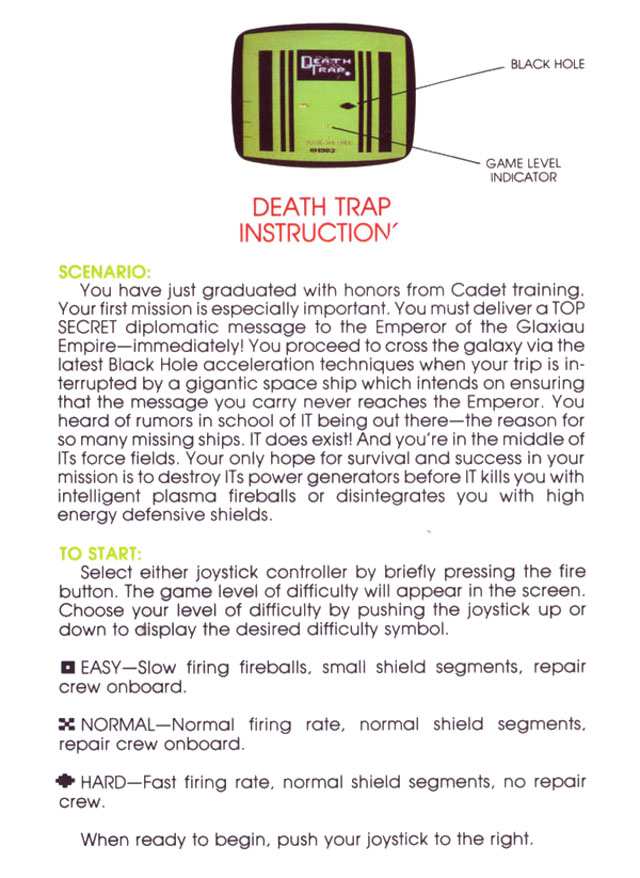 DEATH
TRAP.
BLACK HOLE
GAME LEVEL
INDICATOR
DEATH TRAP
INSTRUCTION´
SCENARIO:
You have just graduated with honors from Cadet training.
Your first mission is especially important. You must deliver a TOP
SECRET diplomatic message to the Emperor of the Glaxiau
Empire—immediately! You proceed to cross the galaxy via the
latest Black Hole acceleration techniques when your trip is in-
terrupted by a gigantic space ship which intends on ensuring
that the message you carry never reaches the Emperor. You
heard of rumors in school of IT being out there—the reason for
so many missing ships. IT does exist! And you're in the middle of
ITs force fields. Your only hope for survival and success in your
mission is to destroy ITs power generators before IT kills you with
intelligent plasma fireballs or disintegrates you with high
energy defensive shields.
TO START:
Select either joystick controller by briefly pressing the fire
button. The game level of difficulty will appear in the screen.
Choose your level of difficulty by pushing the joystick up or
down to display the desired difficulty symbol.
EASY—Slow firing fireballs, small shield segments, repair
crew onboard.
NORMAL—Normal firing rate, normal shield segments,
repair crew onboard.
HARD—Fast firing rate, normal shield segments, no repair
crew.
When ready to begin, push your joystick to the right.